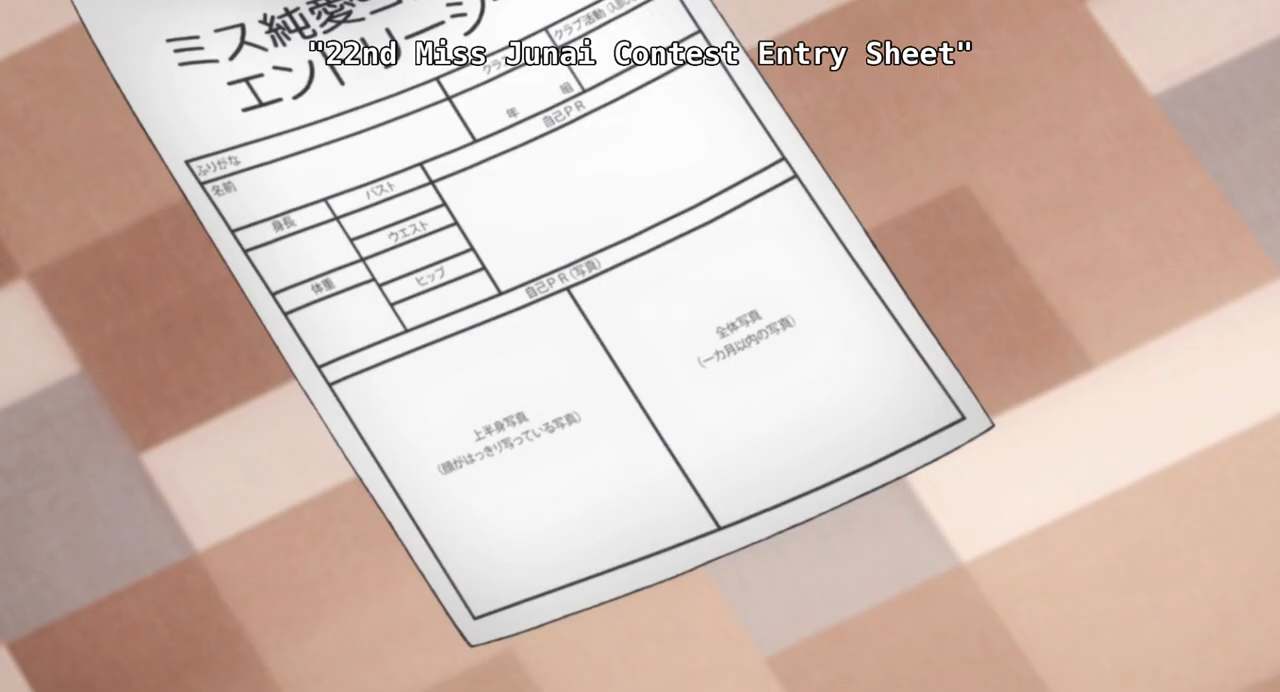 "22nd Miss Junai Contest Entry Sheet"
ミス純愛コ
エントリーシー
クラブ活動
ふりがな
名前
年 組
自己PR
身長
バスト
ウエスト
体重
ヒップ
自己PR(写真)
上半身写真
(顔がはっきり写っている写真)
全体写真
(一カ月以内の写真)